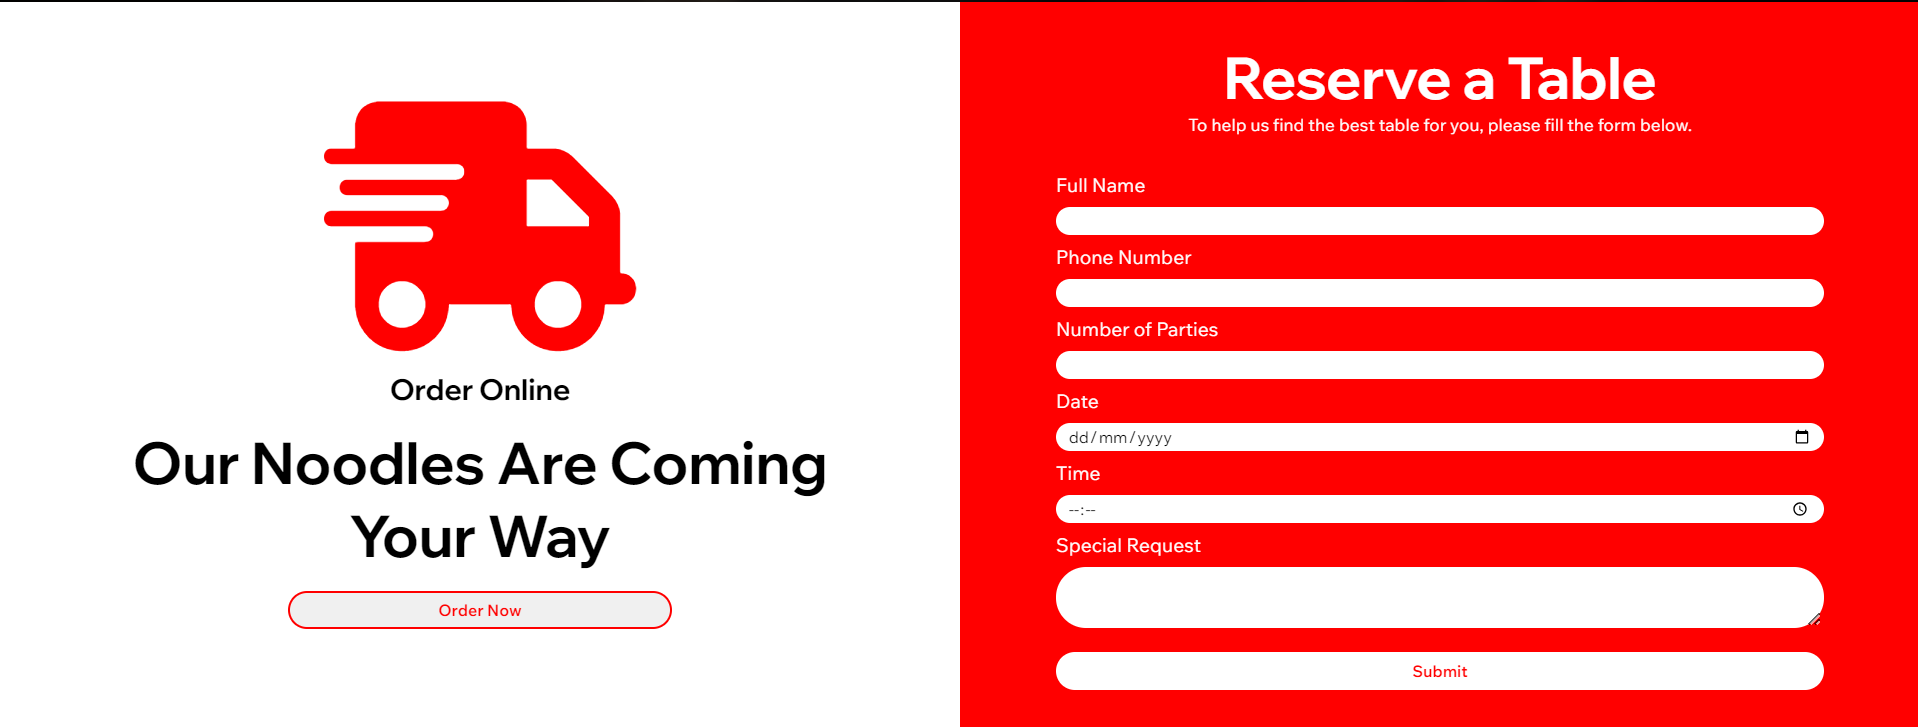 Order Online
Our Noodles Are Coming
Your Way
Order Now
Reserve a Table
To help us find the best table for you, please fill the form below.
Full Name
Phone Number
Number of Parties
Date
dd/mm/yyyy
Time
--:--
Special Request
Submit